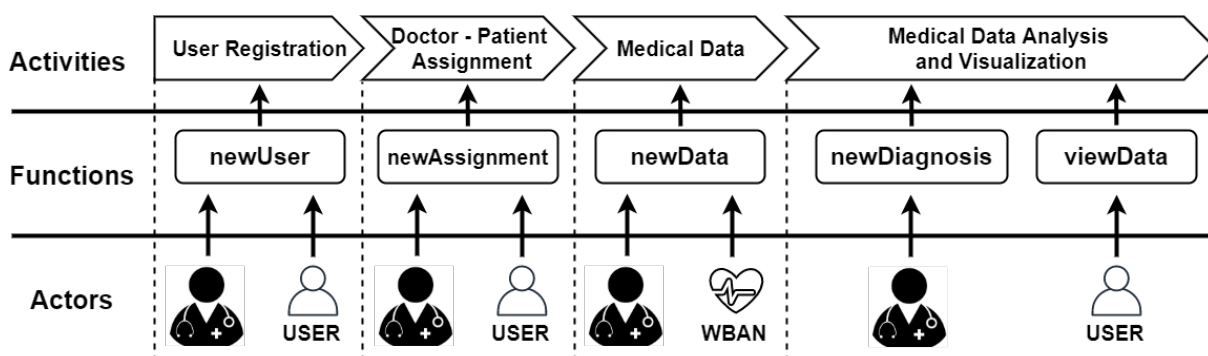 Activities
User Registration
Doctor - Patient
Assignment
Medical Data
Medical Data Analysis
and Visualization
Functions
newUser
newAssignment
newData
newDiagnosis
viewData
Actors
USER
USER
WBAN
USER